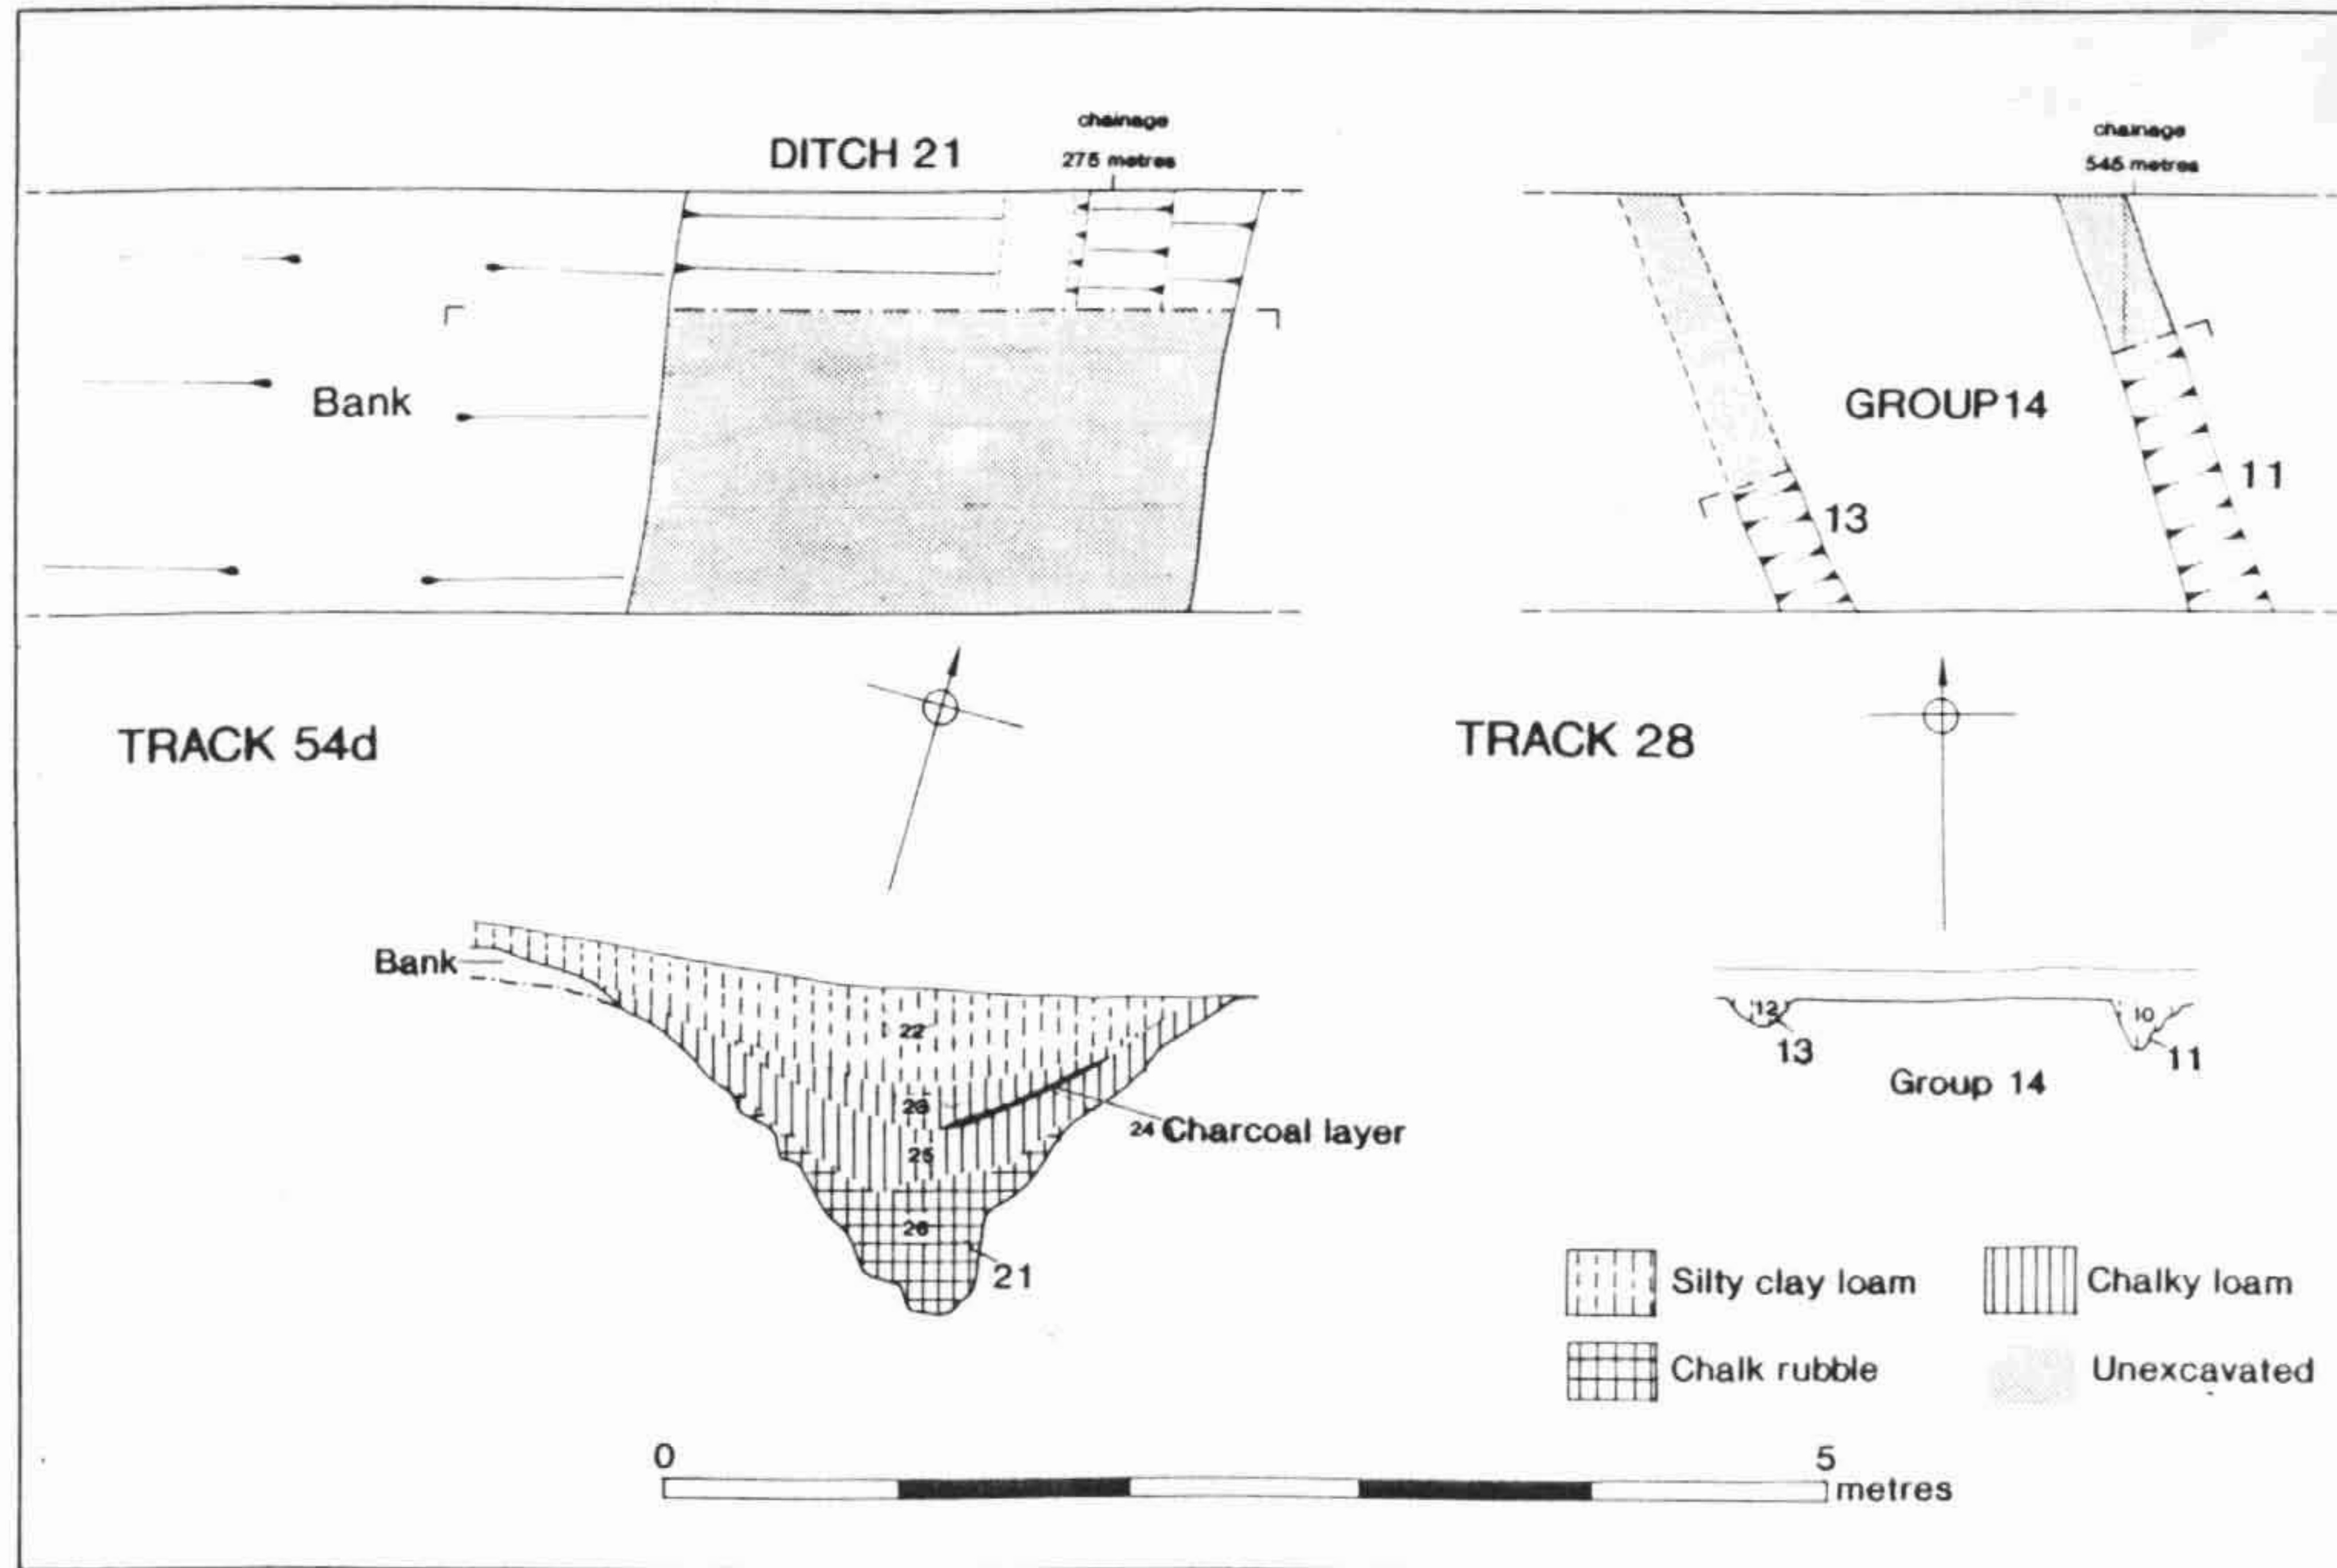 DITCH 21
chainage
275 metres
chainage
545 metres
Bank
GROUP 14
11
13
TRACK 54d
TRACK 28
Bank
22
23
24 Charcoal layer
25
26
21
12
13
10
11
Group 14
Silty clay loam
Chalky loam
Chalk rubble
Unexcavated
0
5
metres